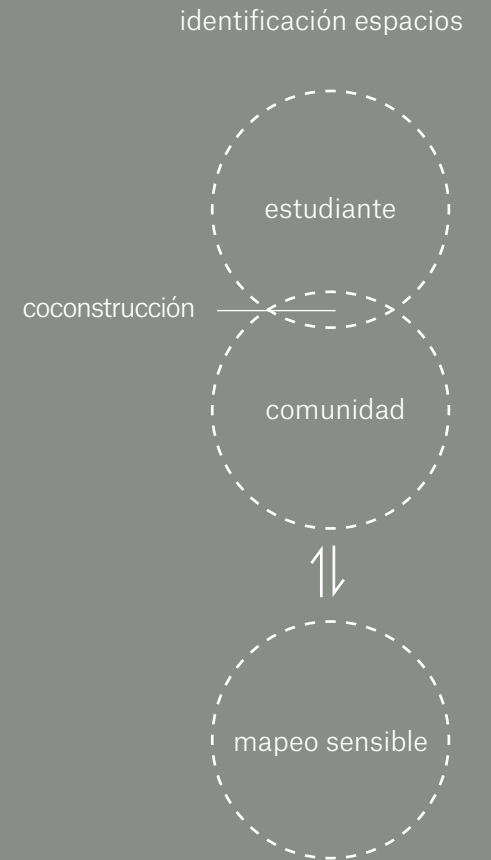 identificación espacios
estudiante
coconstrucción
comunidad
mapeo sensible